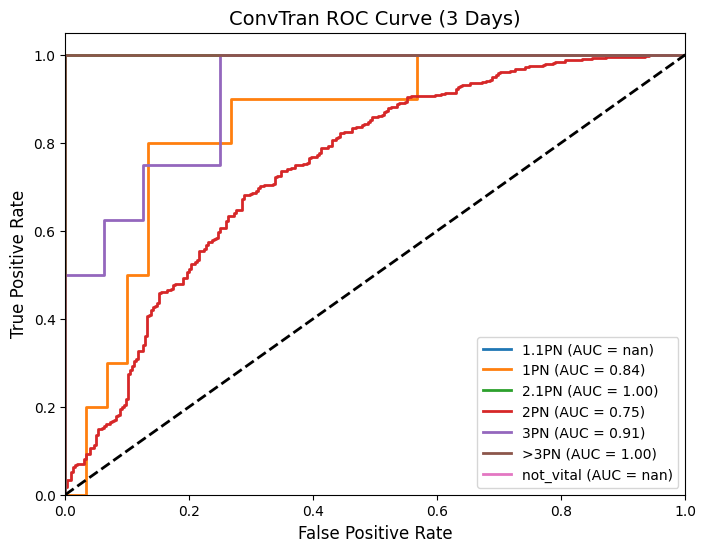 ConvTran ROC Curve (3 Days)
True Positive Rate
1.0
0.8
0.6
0.4
0.2
0.0
0.0 0.2 0.4 0.6 0.8 1.0
False Positive Rate
1.1PN (AUC = nan)
1PN (AUC = 0.84)
2.1PN (AUC = 1.00)
2PN (AUC = 0.75)
3PN (AUC = 0.91)
>3PN (AUC = 1.00)
not_vital (AUC = nan)